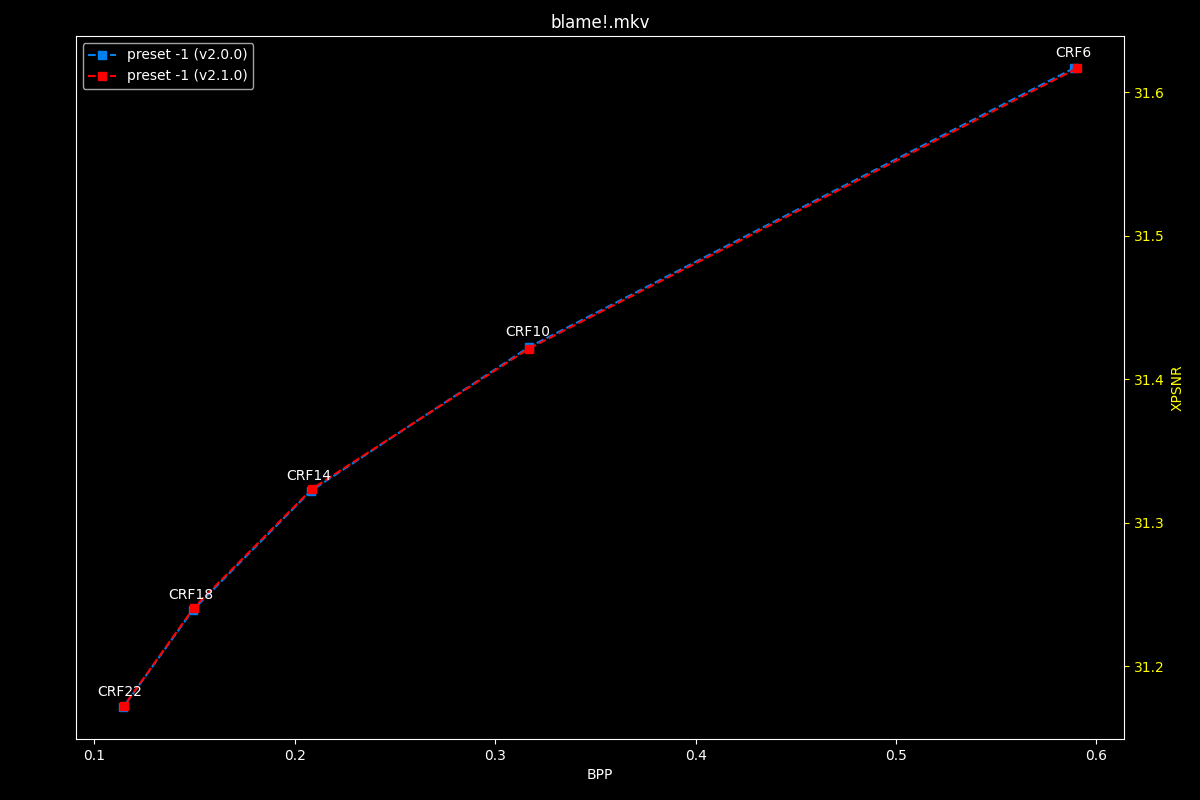 blame!.mkv
preset -1 (v2.0.0)
preset -1 (v2.1.0)
CRF6
31.6
31.5
CRF10
31.4
XPSNR
CRF14
31.3
CRF18
31.2
CRF22
0.1 0.2 0.3 0.4 0.5 0.6
BPP